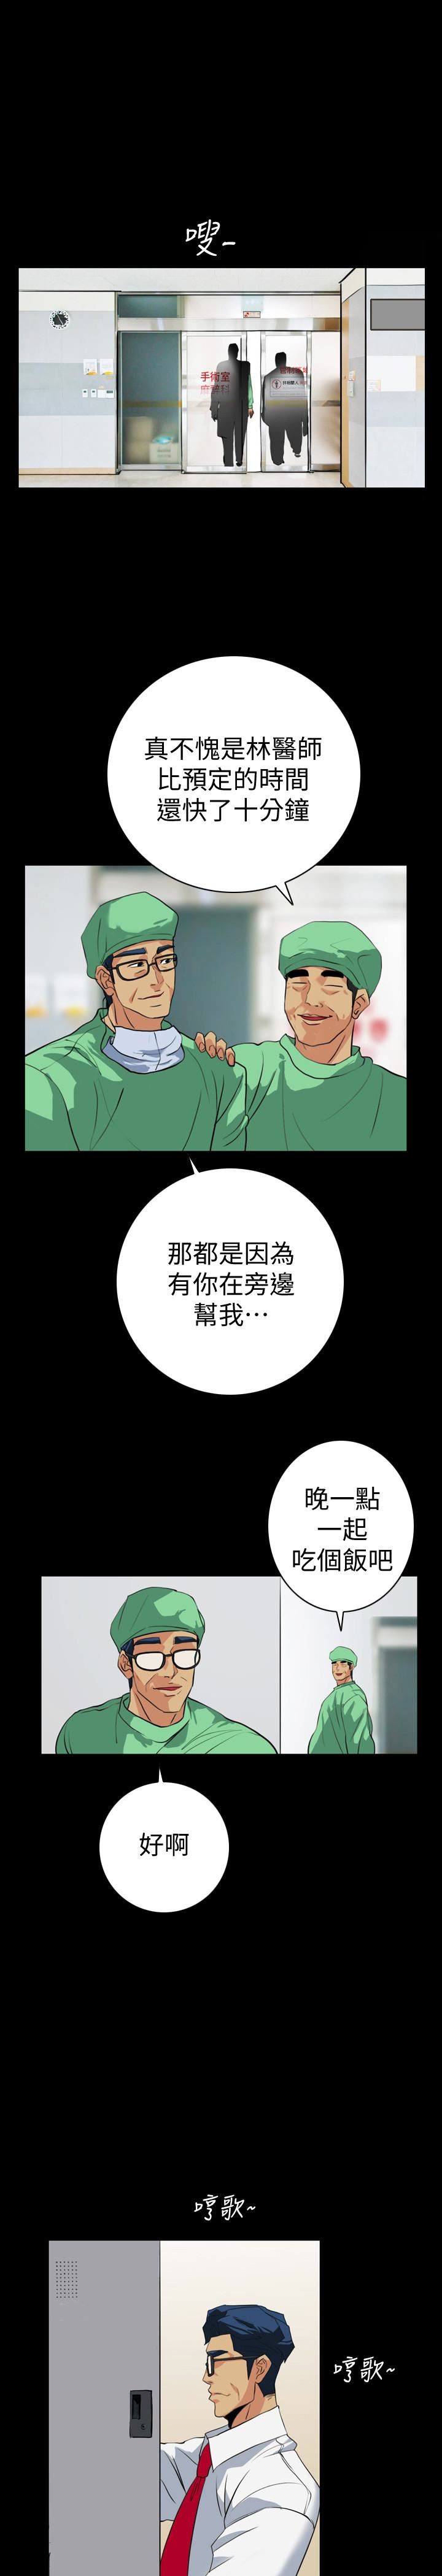 嗖~
手術室
真不愧是林醫師
比預定的時間
還快了十分鐘
那都是因為
有你在旁邊
幫我…
晚一點
一起
吃個飯吧
好啊
哼歌~
哼歌~